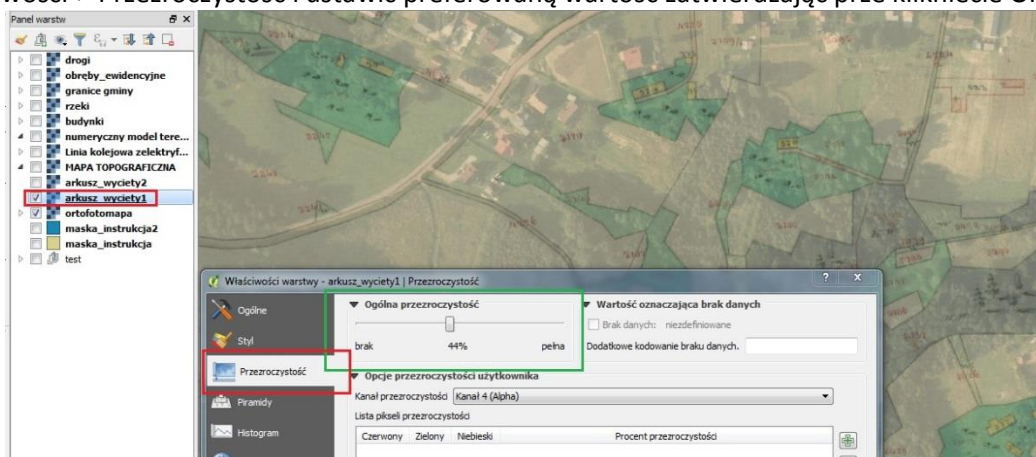 wości > Przezroczystość i ustawić preferowaną wartość zatwierdzając prze kliknięcie
Panel warstw
drogi
obręby_ewidencyjne
granice gminy
rzeki
budynki
numeryczny model tere...
Linia kolejowa zelektryf...
MAPA TOPOGRAFICZNA
arkusz_wyciety2
arkusz_wyciety1
ortofotomapa
maska_instrukcja2
maska_instrukcja
test
Właściwości warstwy - arkusz_wyciety1 | Przezroczystość
Ogólne
Styl
Przezroczystość
Piramidy
Histogram
Ogólna przezroczystość
brak 44% pełna
Wartość oznaczająca brak danych
Brak danych: niezdefiniowane
Dodatkowe kodowanie braku danych.
Opcje przezroczystości użytkownika
Kanał przezroczystości Kanał 4 (Alpha)
Lista pikseli przezroczystości
Czerwony Zielony Niebieski Procent przezroczystości